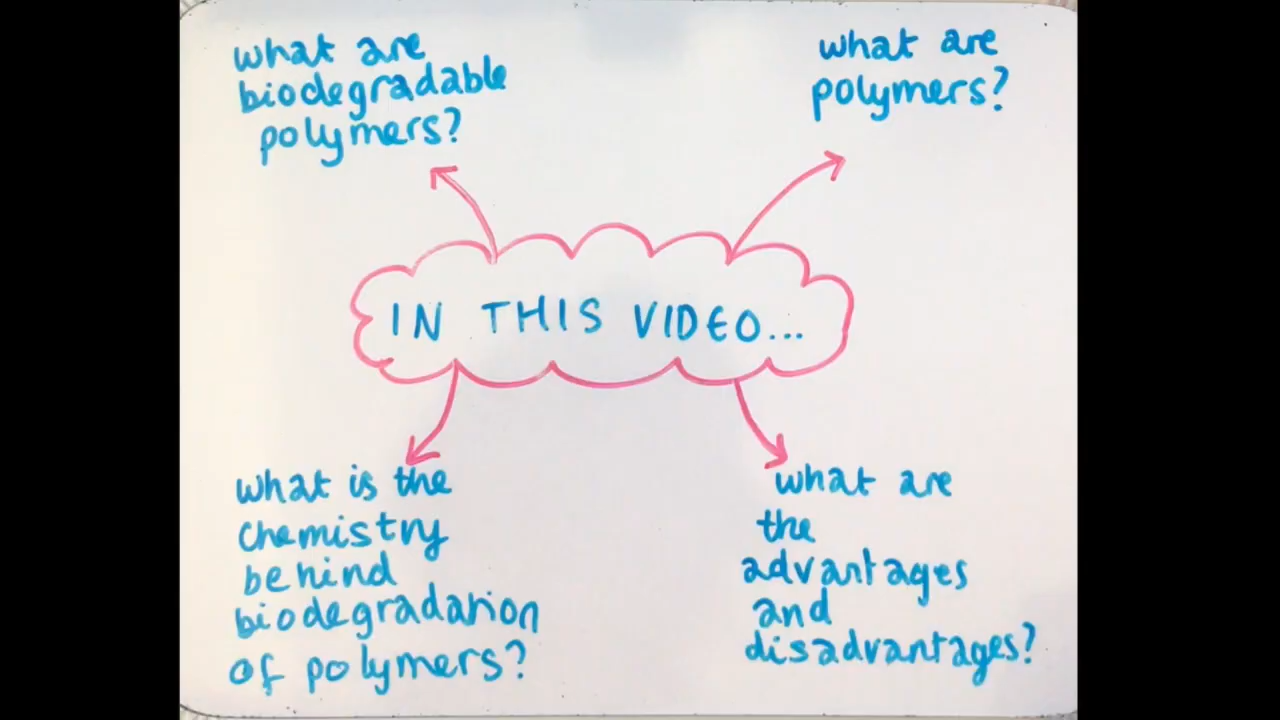 what are
biodegradable
polymers?
what are
polymers?
IN THIS VIDEO...
what is the
chemistry
behind
biodegradation
of polymers?
what are
the
advantages
and
disadvantages?